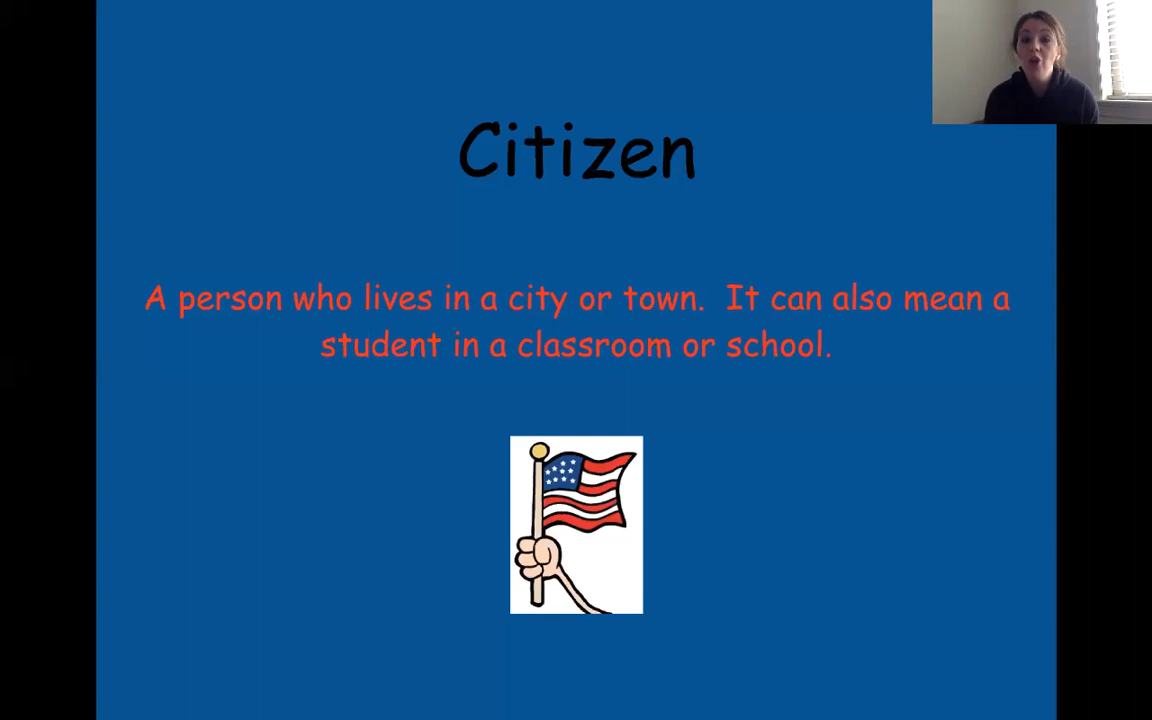 Citizen
A person who lives in a city or town.  It can also mean a
student in a classroom or school.